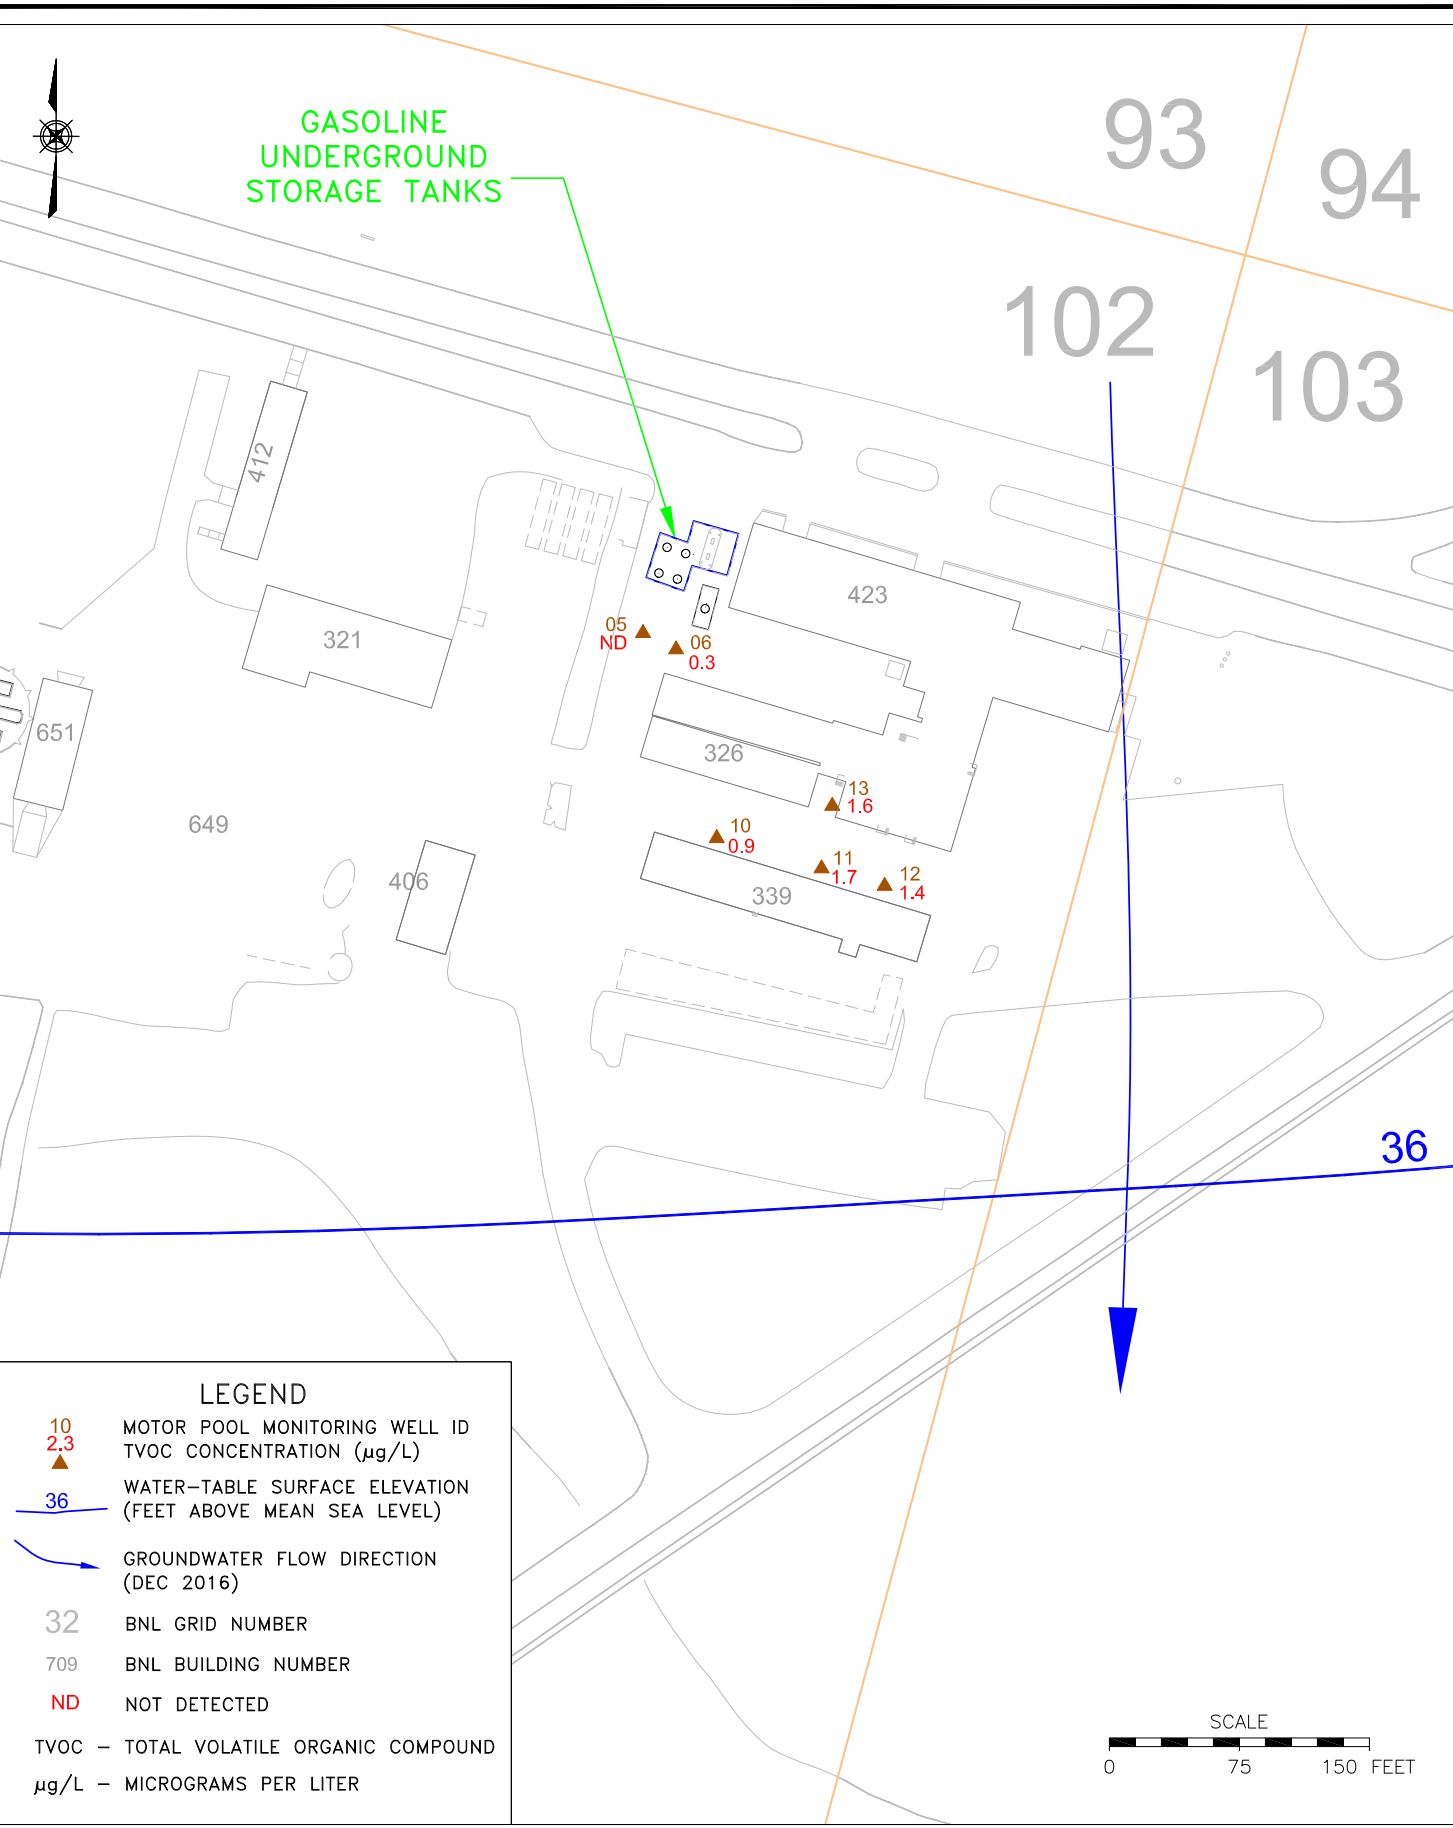 GASOLINE
UNDERGROUND
STORAGE TANKS
93
94
102
103
412
423
321
05
ND
06
0.3
651
326
649
13
1.6
10
0.9
11
1.7
12
1.4
406
339
36
LEGEND
10
2.3
MOTOR POOL MONITORING WELL ID
TVOC CONCENTRATION (µg/L)
36
WATER-TABLE SURFACE ELEVATION
(FEET ABOVE MEAN SEA LEVEL)
GROUNDWATER FLOW DIRECTION
(DEC 2016)
32 BNL GRID NUMBER
709 BNL BUILDING NUMBER
ND NOT DETECTED
TVOC – TOTAL VOLATILE ORGANIC COMPOUND
µg/L – MICROGRAMS PER LITER
SCALE
0 75 150 FEET